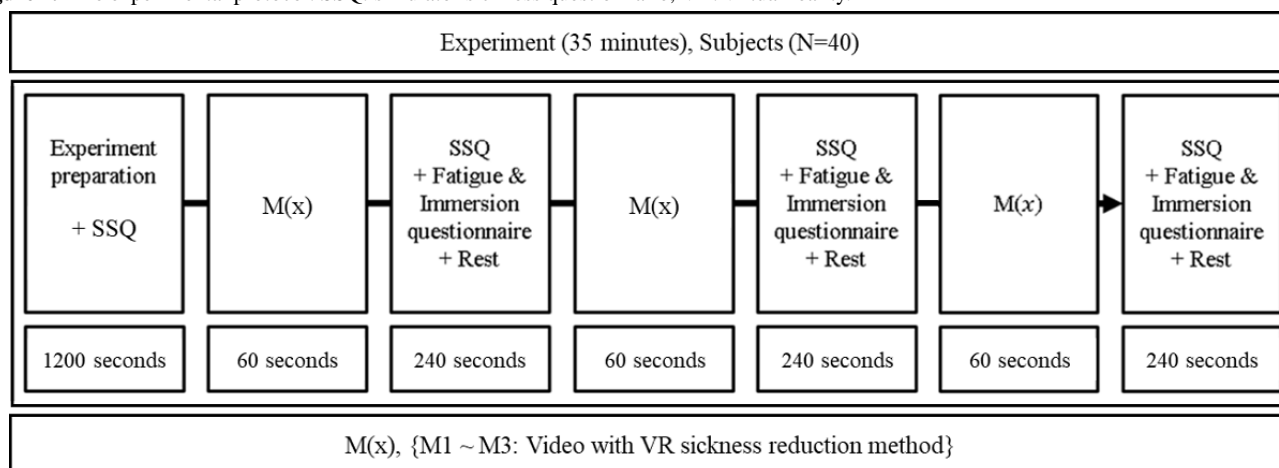 Experiment (35 minutes), Subjects (N=40)
Experiment
preparation
+ SSQ
M(x)
SSQ
+ Fatigue &
Immersion
questionnaire
+ Rest
M(x)
SSQ
+ Fatigue &
Immersion
questionnaire
+ Rest
M(x)
SSQ
+ Fatigue &
Immersion
questionnaire
+ Rest
1200 seconds
60 seconds
240 seconds
60 seconds
240 seconds
60 seconds
240 seconds
M(x), {M1 ~ M3: Video with VR sickness reduction method}